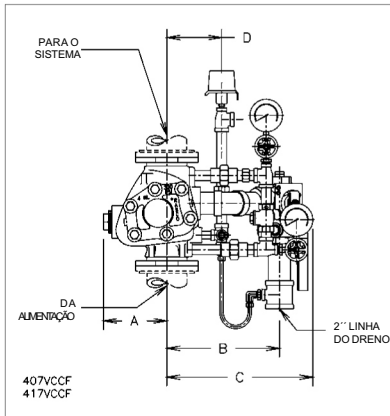 PARA O
SISTEMA
D
DA
ALIMENTAÇÃO
A
B
C
2´´ LINHA
DO DRENO
407VCCF
417VCCF